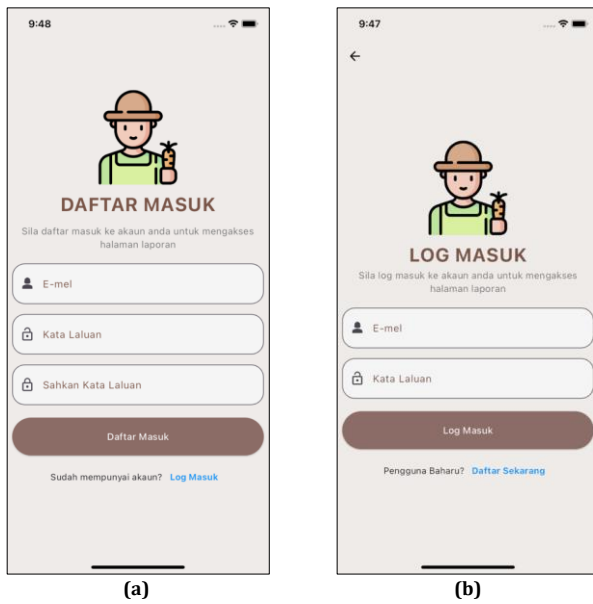 9:48
DAFTAR MASUK
Sila daftar masuk ke akaun anda untuk mengakses
halaman laporan
E-mel
Kata Laluan
Sahkan Kata Laluan
Daftar Masuk
Sudah mempunyai akaun? Log Masuk
(a)
9:47
LOG MASUK
Sila log masuk ke akaun anda untuk mengakses
halaman laporan
E-mel
Kata Laluan
Log Masuk
Pengguna Baharu? Daftar Sekarang
(b)